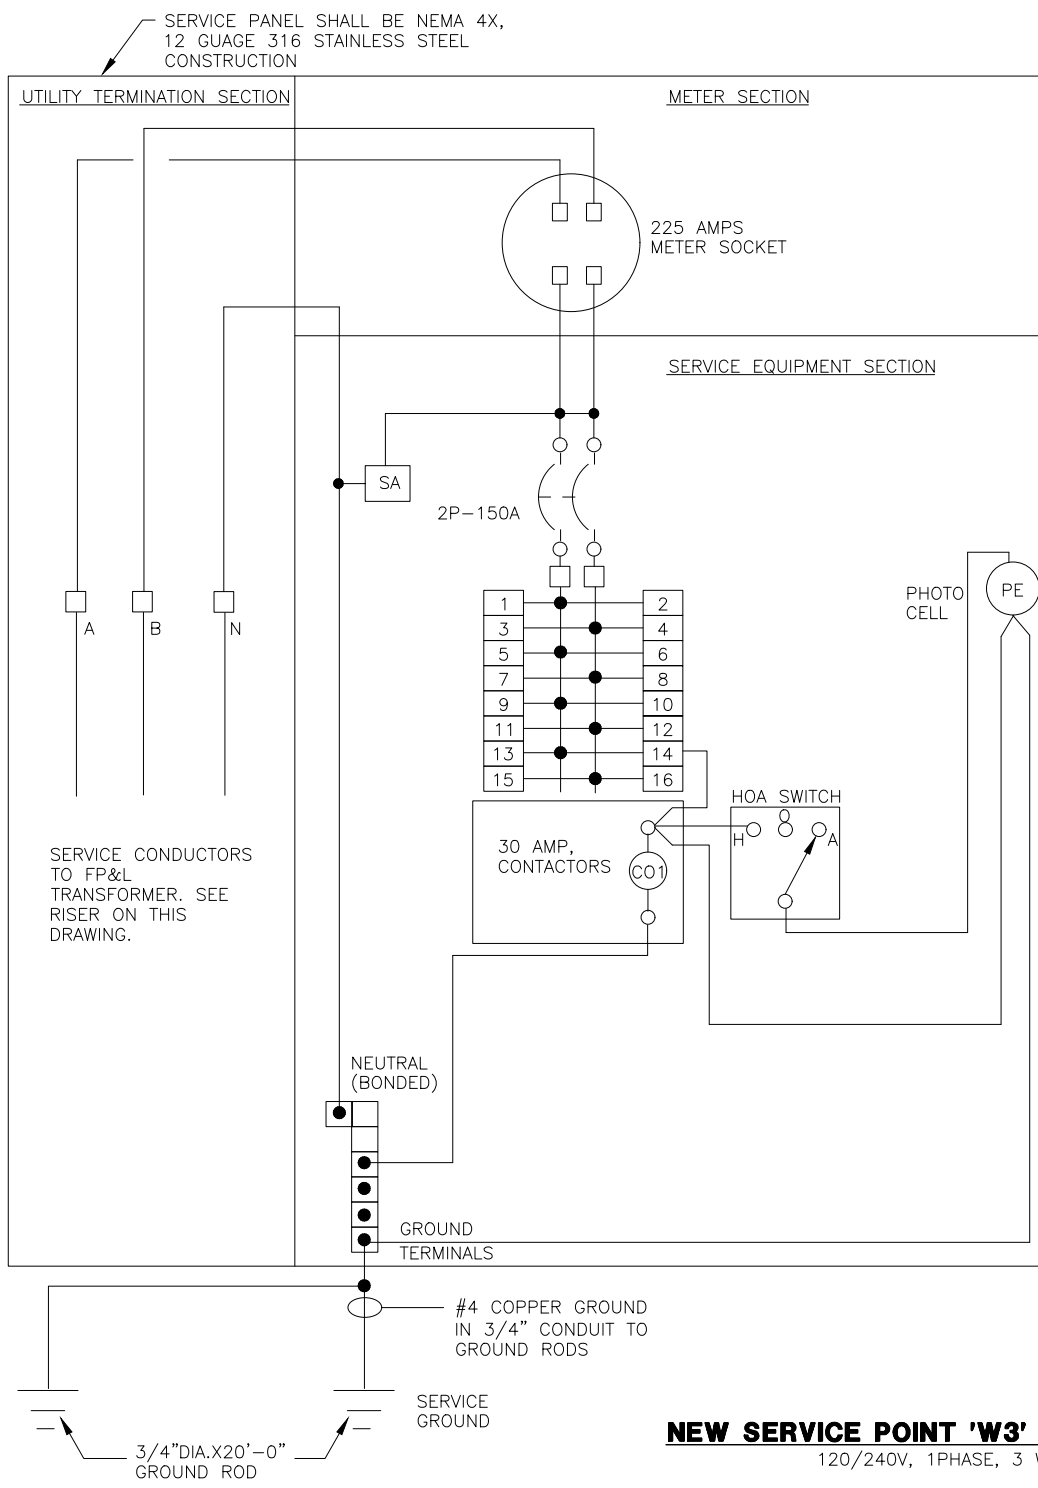 SERVICE PANEL SHALL BE NEMA 4X,
12 GUAGE 316 STAINLESS STEEL
CONSTRUCTION
UTILITY TERMINATION SECTION
METER SECTION
225 AMPS
METER SOCKET
SERVICE EQUIPMENT SECTION
SA
2P-150A
PHOTO
CELL
PE
A
B
N
1
2
3
4
5
6
7
8
9
10
11
12
13
14
15
16
HOA SWITCH
O
H
A
30 AMP,
CONTACTORS
CO1
SERVICE CONDUCTORS
TO FP&L
TRANSFORMER. SEE
RISER ON THIS
DRAWING.
NEUTRAL
(BONDED)
GROUND
TERMINALS
#4 COPPER GROUND
IN 3/4" CONDUIT TO
GROUND RODS
SERVICE
GROUND
3/4"DIA.X20'-0"
GROUND ROD
NEW SERVICE POINT 'W3'
120/240V, 1PHASE, 3